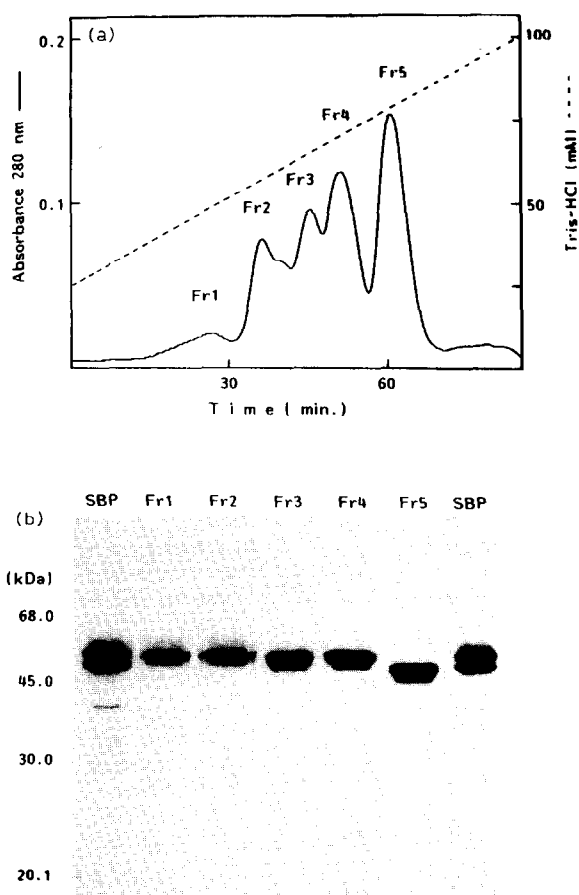 (a)
0.2
0.1
Absorbance 280 nm
Fr1
Fr2
Fr3
Fr4
Fr5
100
50
Tris-HCl (mM)
30
60
Time (min.)
(b)
SBP Fr1 Fr2 Fr3 Fr4 Fr5 SBP
(kDa)
68.0
45.0
30.0
20.1